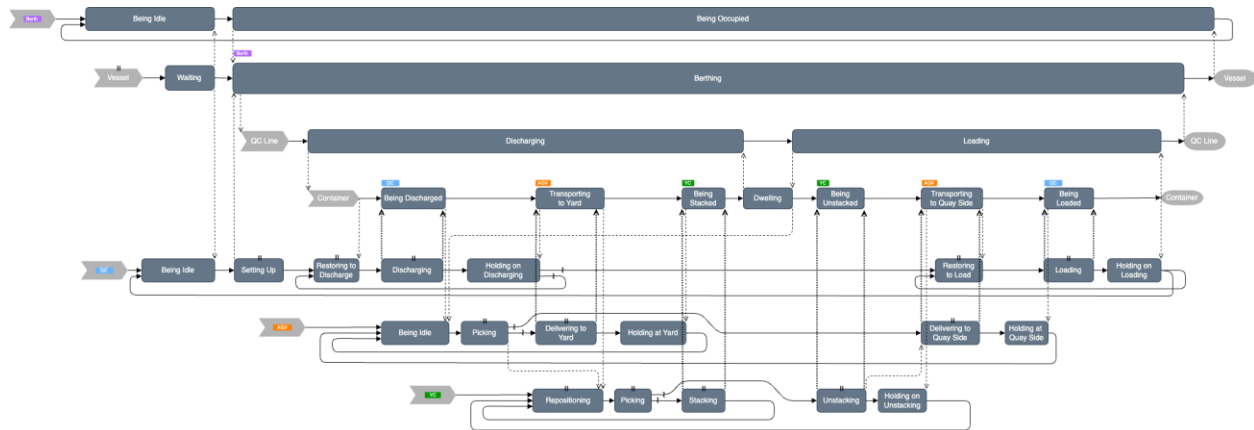 Berth
Being Idle
Being Occupied
Berth
Vessel
Waiting
Berthing
Vessel
QC Line
Discharging
Loading
QC Line
QC
AGV
YC
YC
AGV
QC
Container
Being Discharged
Transporting
to Yard
Being
Stacked
Dwelling
Being
Unstacked
Transporting
to Quay Side
Being
Loaded
Container
QC
Being Idle
Setting Up
Restoring to
Discharge
Discharging
Holding on
Discharging
Restoring
to Load
Loading
Holding on
Loading
AGV
Being Idle
Picking
Delivering to
Yard
Holding at Yard
Delivering to
Quay Side
Holding at
Quay Side
YC
Repositioning
Picking
Stacking
Unstacking
Holding on
Unstacking